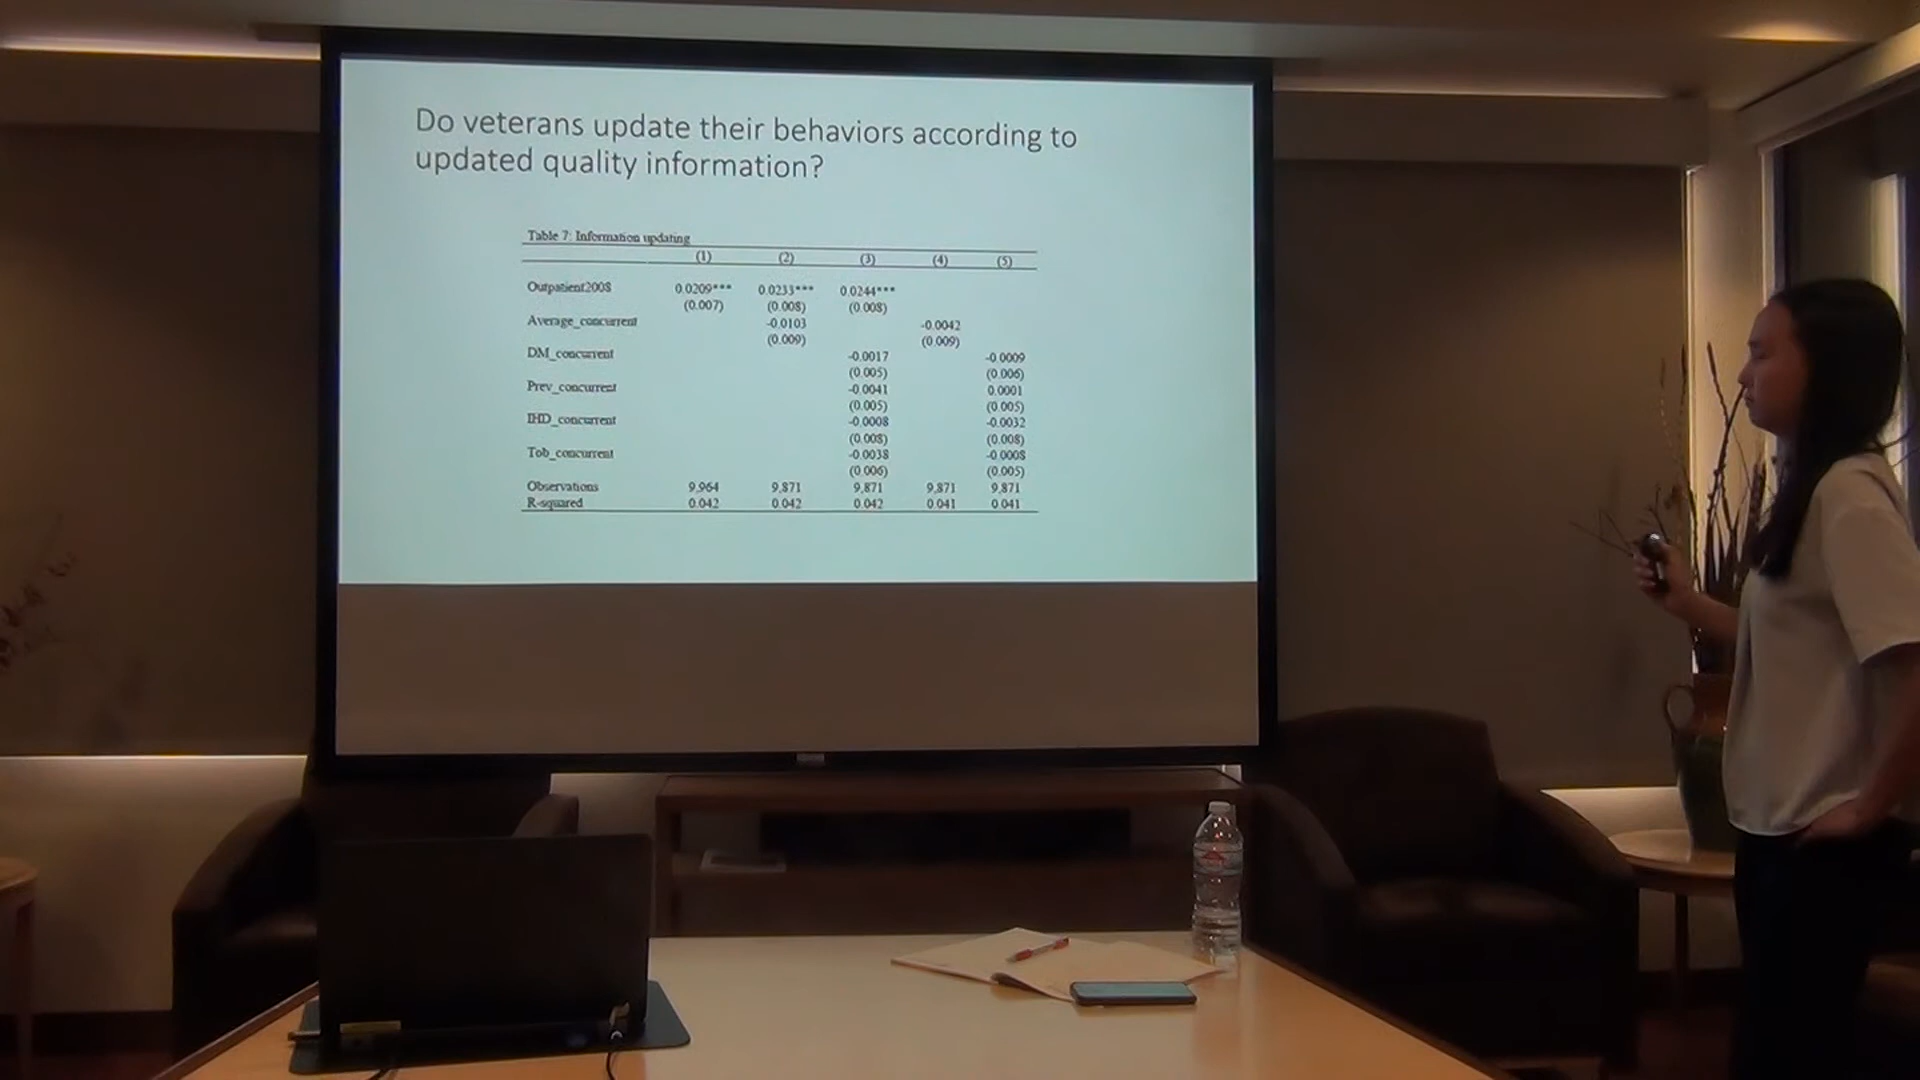 Do veterans update their behaviors according to
updated quality information?
Table 7: Information updating
(1) (2) (3) (4) (5)
Outpatient2008 0.0209*** 0.0233*** 0.0244***
(0.007) (0.008) (0.008)
Average_concurrent -0.0103 -0.0042
(0.009) (0.009)
DM_concurrent -0.0017 -0.0009
(0.005) (0.006)
Prev_concurrent -0.0041 0.0001
(0.005) (0.005)
IHD_concurrent -0.0008 -0.0032
(0.008) (0.008)
Tob_concurrent -0.0038 -0.0008
(0.006) (0.005)
Observations 9,964 9,871 9,871 9,871 9,871
R-squared 0.042 0.042 0.042 0.041 0.041